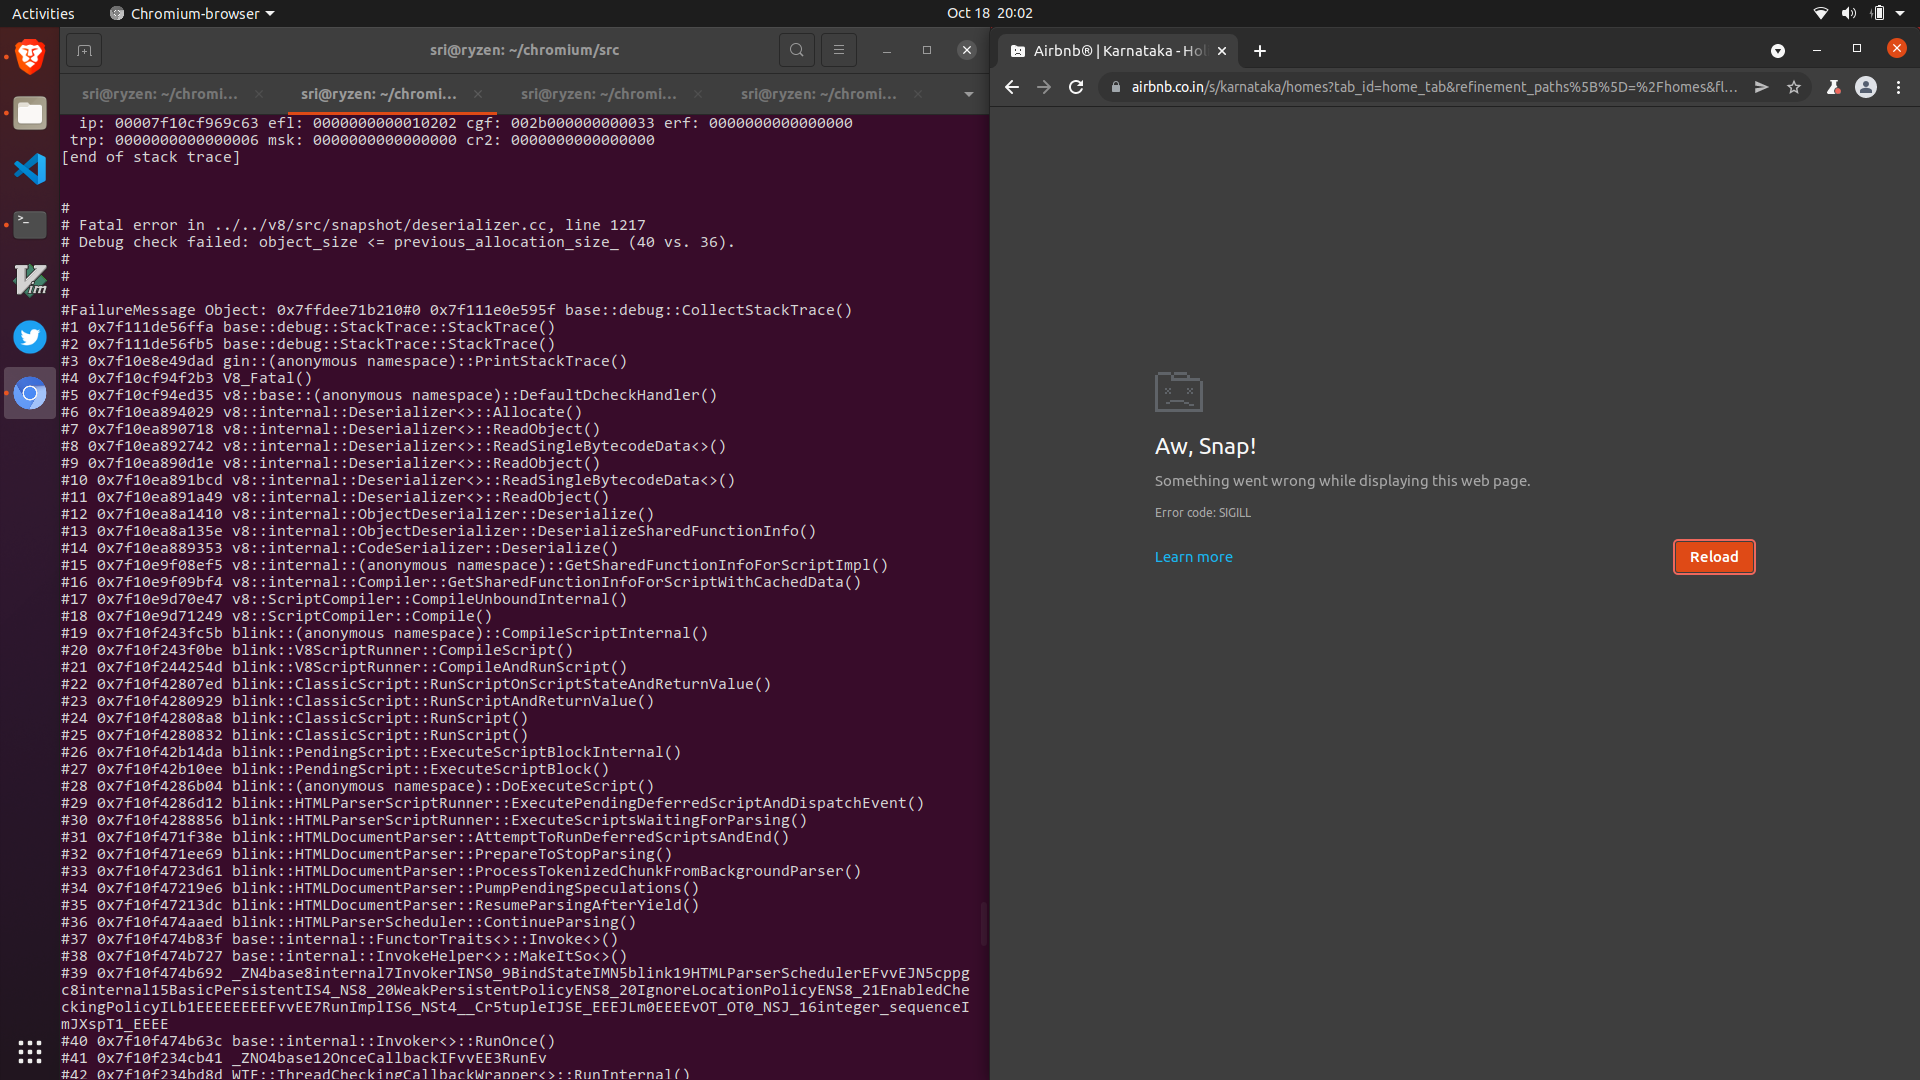 Activities
Chromium-browser
Oct 18 20:02
sri@ryzen: ~/chromium/src
sri@ryzen: ~/chromi...
sri@ryzen: ~/chromi...
sri@ryzen: ~/chromi...
sri@ryzen: ~/chromi...
ip: 00007f10cf969c63 efl: 0000000000010202 cgf: 002b000000000033 erf: 0000000000000000
trp: 0000000000000006 msk: 0000000000000000 cr2: 0000000000000000
[end of stack trace]
#
# Fatal error in ../../v8/src/snapshot/deserializer.cc, line 1217
# Debug check failed: object_size <= previous_allocation_size_ (40 vs. 36).
#
#
#
#FailureMessage Object: 0x7ffdee71b210#0 0x7f111e0e595f base::debug::CollectStackTrace()
#1 0x7f111de56ffa base::debug::StackTrace::StackTrace()
#2 0x7f111de56fb5 base::debug::StackTrace::StackTrace()
#3 0x7f10e8e49dad gin::(anonymous namespace)::PrintStackTrace()
#4 0x7f10cf94f2b3 V8_Fatal()
#5 0x7f10cf94ed35 v8::base::(anonymous namespace)::DefaultDcheckHandler()
#6 0x7f10ea894029 v8::internal::Deserializer<>::Allocate()
#7 0x7f10ea890718 v8::internal::Deserializer<>::ReadObject()
#8 0x7f10ea892742 v8::internal::Deserializer<>::ReadSingleBytecodeData<>()
#9 0x7f10ea890d1e v8::internal::Deserializer<>::ReadObject()
#10 0x7f10ea891bcd v8::internal::Deserializer<>::ReadSingleBytecodeData<>()
#11 0x7f10ea891a49 v8::internal::Deserializer<>::ReadObject()
#12 0x7f10ea8a1410 v8::internal::ObjectDeserializer::Deserialize()
#13 0x7f10ea8a135e v8::internal::ObjectDeserializer::DeserializeSharedFunctionInfo()
#14 0x7f10ea889353 v8::internal::CodeSerializer::Deserialize()
#15 0x7f10e9f08ef5 v8::internal::(anonymous namespace)::GetSharedFunctionInfoForScriptImpl()
#16 0x7f10e9f09bf4 v8::internal::Compiler::GetSharedFunctionInfoForScriptWithCachedData()
#17 0x7f10e9d70e47 v8::ScriptCompiler::CompileUnboundInternal()
#18 0x7f10e9d71249 v8::ScriptCompiler::Compile()
#19 0x7f10f243fc5b blink::(anonymous namespace)::CompileScriptInternal()
#20 0x7f10f243f0be blink::V8ScriptRunner::CompileScript()
#21 0x7f10f244254d blink::V8ScriptRunner::CompileAndRunScript()
#22 0x7f10f42807ed blink::ClassicScript::RunScriptOnScriptStateAndReturnValue()
#23 0x7f10f4280929 blink::ClassicScript::RunScriptAndReturnValue()
#24 0x7f10f42808a8 blink::ClassicScript::RunScript()
#25 0x7f10f4280832 blink::ClassicScript::RunScript()
#26 0x7f10f42b14da blink::PendingScript::ExecuteScriptBlockInternal()
#27 0x7f10f42b10ee blink::PendingScript::ExecuteScriptBlock()
#28 0x7f10f4286b04 blink::(anonymous namespace)::DoExecuteScript()
#29 0x7f10f4286d12 blink::HTMLParserScriptRunner::ExecutePendingDeferredScriptAndDispatchEvent()
#30 0x7f10f4288856 blink::HTMLParserScriptRunner::ExecuteScriptsWaitingForParsing()
#31 0x7f10f471f38e blink::HTMLDocumentParser::AttemptToRunDeferredScriptsAndEnd()
#32 0x7f10f471ee69 blink::HTMLDocumentParser::PrepareToStopParsing()
#33 0x7f10f4723d61 blink::HTMLDocumentParser::ProcessTokenizedChunkFromBackgroundParser()
#34 0x7f10f47219e6 blink::HTMLDocumentParser::PumpPendingSpeculations()
#35 0x7f10f47213dc blink::HTMLDocumentParser::ResumeParsingAfterYield()
#36 0x7f10f474aaed blink::HTMLParserScheduler::ContinueParsing()
#37 0x7f10f474b83f base::internal::FunctorTraits<>::Invoke<>()
#38 0x7f10f474b727 base::internal::InvokeHelper<>::MakeItSo<>()
#39 0x7f10f474b692 _ZN4base8internal7InvokerINS0_9BindStateIMN5blink19HTMLParserSchedulerEFvvEJN5cppg
c8internal15BasicPersistentIS4_NS8_20WeakPersistentPolicyENS8_20IgnoreLocationPolicyENS8_21EnabledChe
ckingPolicyILb1EEEEEEEEFvvEE7RunImplIS6_NSt4__Cr5tupleIJSE_EEEJLm0EEEEvOT_OT0_NSJ_16integer_sequenceI
mJXspT1_EEEE
#40 0x7f10f474b63c base::internal::Invoker<>::RunOnce()
#41 0x7f10f234cb41 _ZNO4base12OnceCallbackIFvvEE3RunEv
#42 0x7f10f234bd8d WTF::ThreadCheckingCallbackWrapper<>::RunInternal()
Airbnb® | Karnataka - Hol
airbnb.co.in/s/karnataka/homes?tab_id=home_tab&refinement_paths%5B%5D=%2Fhomes&fl...
Aw, Snap!
Something went wrong while displaying this web page.
Error code: SIGILL
Learn more
Reload